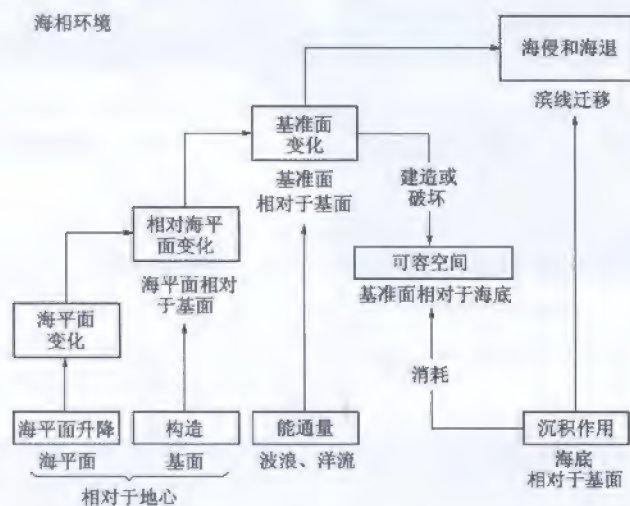 海相环境
海侵和海退
滨线迁移
基准面
变化
基准面
相对于基面
建造或
破坏
相对海平
面变化
海平面相对
于基面
可容空间
基准面相对于海底
海平面
变化
消耗
海平面升降
构造
能通量
沉积作用
海平面
基面
波浪、洋流
海底
相对于基面
相对于地心